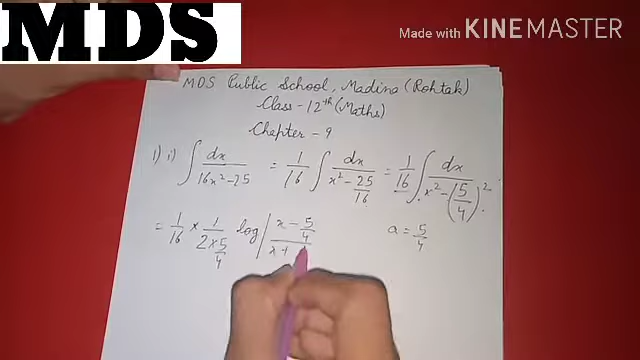 MDS
Made with KINEMASTER
MDS Public School, Madina (Rohtak)
Class - 12th (Maths)
Chepter - 9
1) i) ∫ dx / (16x² - 25) = 1/16 ∫ dx / (x² - 25/16) = 1/16 ∫ dx / (x² - (5/4)²)
= 1/16 × 1/(2 × 5/4) log | (x - 5/4) / (x + a = 5/4